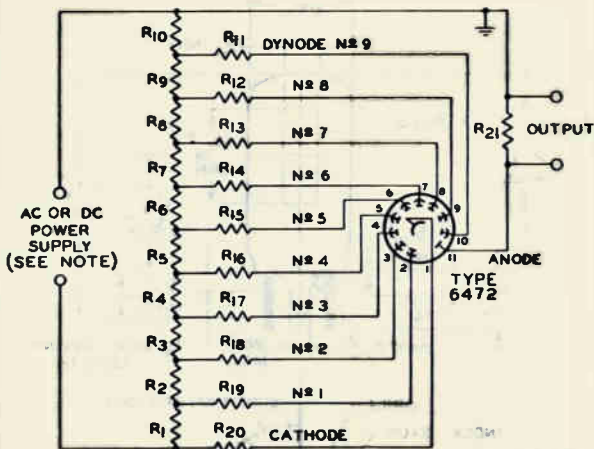 R10 R11 DYNODE Nº 9
R9 R12 Nº 8
R8 R13 Nº 7
R21 OUTPUT
R7 R14 Nº 6
R6 R15 Nº 5
R5 R16 Nº 4
R4 R17 Nº 3
R3 R18 Nº 2
R2 R19 Nº 1
R1 R20 CATHODE
AC OR DC
POWER
SUPPLY
(SEE NOTE)
1 2 3 4 5 6 7 8 9 10 11
ANODE
TYPE
6472